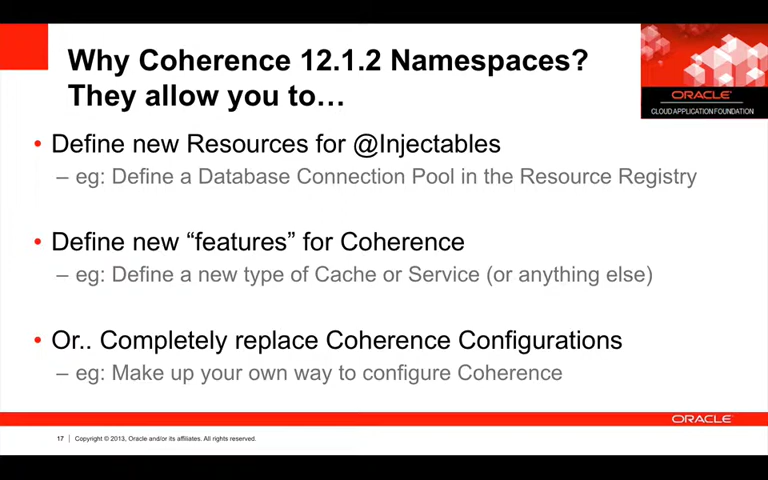 Why Coherence 12.1.2 Namespaces?
They allow you to…
ORACLE
CLOUD APPLICATION FOUNDATION
• Define new Resources for @Injectables
– eg: Define a Database Connection Pool in the Resource Registry
• Define new “features” for Coherence
– eg: Define a new type of Cache or Service (or anything else)
• Or.. Completely replace Coherence Configurations
– eg: Make up your own way to configure Coherence
ORACLE
17 | Copyright © 2013, Oracle and/or its affiliates. All rights reserved.